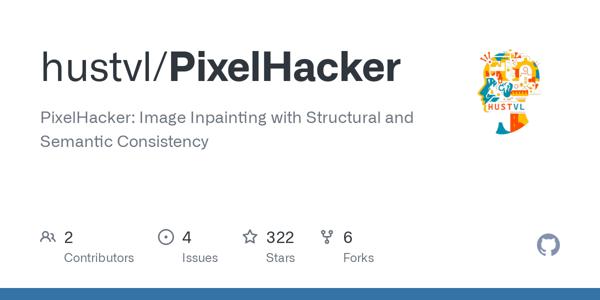 hustvl/PixelHacker
PixelHacker: Image Inpainting with Structural and
Semantic Consistency
HUSTVL
2
Contributors
4
Issues
322
Stars
6
Forks